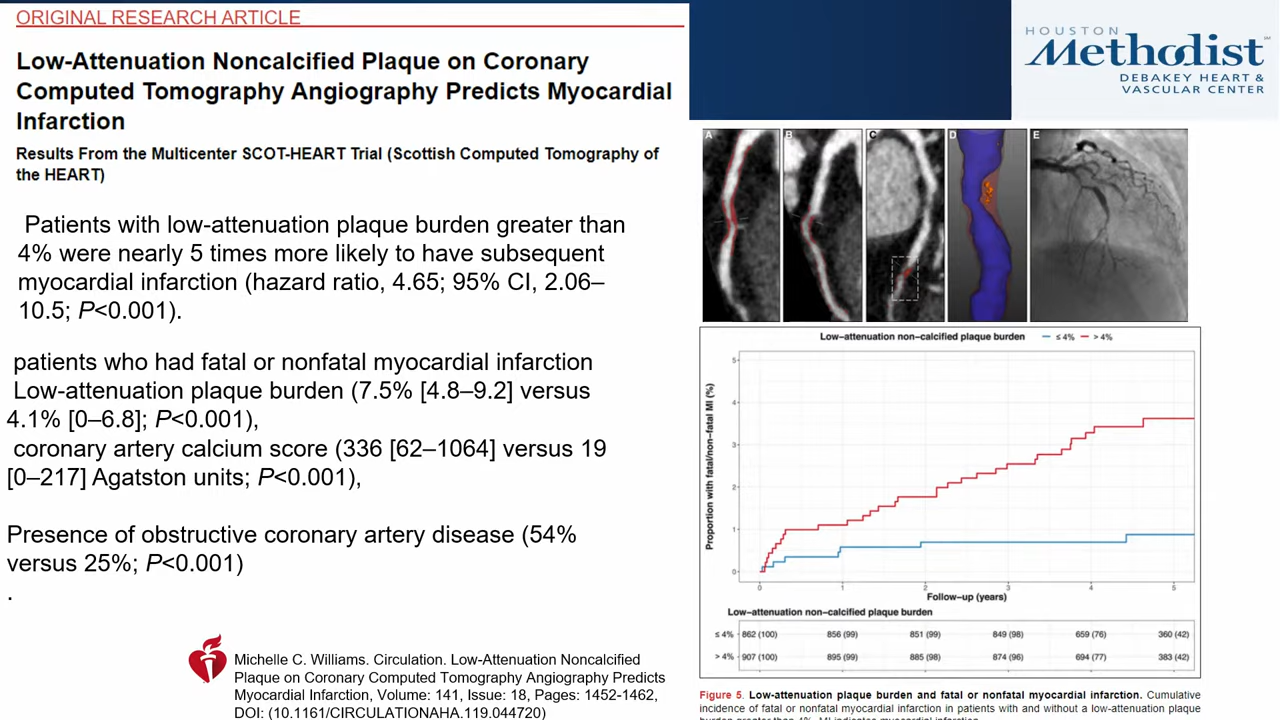 ORIGINAL RESEARCH ARTICLE
Low-Attenuation Noncalcified Plaque on Coronary
Computed Tomography Angiography Predicts Myocardial
Infarction
Results From the Multicenter SCOT-HEART Trial (Scottish Computed Tomography of
the HEART)
Patients with low-attenuation plaque burden greater than
4% were nearly 5 times more likely to have subsequent
myocardial infarction (hazard ratio, 4.65; 95% CI, 2.06–
10.5; P<0.001).
patients who had fatal or nonfatal myocardial infarction
Low-attenuation plaque burden (7.5% [4.8–9.2] versus
4.1% [0–6.8]; P<0.001),
coronary artery calcium score (336 [62–1064] versus 19
[0–217] Agatston units; P<0.001),
Presence of obstructive coronary artery disease (54%
versus 25%; P<0.001)
.
Michelle C. Williams. Circulation. Low-Attenuation Noncalcified
Plaque on Coronary Computed Tomography Angiography Predicts
Myocardial Infarction, Volume: 141, Issue: 18, Pages: 1452-1462,
DOI: (10.1161/CIRCULATIONAHA.119.044720)
HOUSTON
Methodist
DEBAKEY HEART &
VASCULAR CENTER
A B C D E
Low–attenuation non–calcified plaque burden ≤ 4% > 4%
Proportion with fatal/non–fatal MI (%)
5
4
3
2
1
0
0 1 2 3 4 5
Follow–up (years)
Low–attenuation non–calcified plaque burden
≤ 4% 862 (100) 856 (99) 851 (99) 849 (98) 659 (76) 360 (42)
> 4% 907 (100) 895 (99) 885 (98) 874 (96) 694 (77) 383 (42)
Figure 5. Low-attenuation plaque burden and fatal or nonfatal myocardial infarction. Cumulative
incidence of fatal or nonfatal myocardial infarction in patients with and without a low-attenuation plaque
burden greater than 4%. MI indicates myocardial infarction.